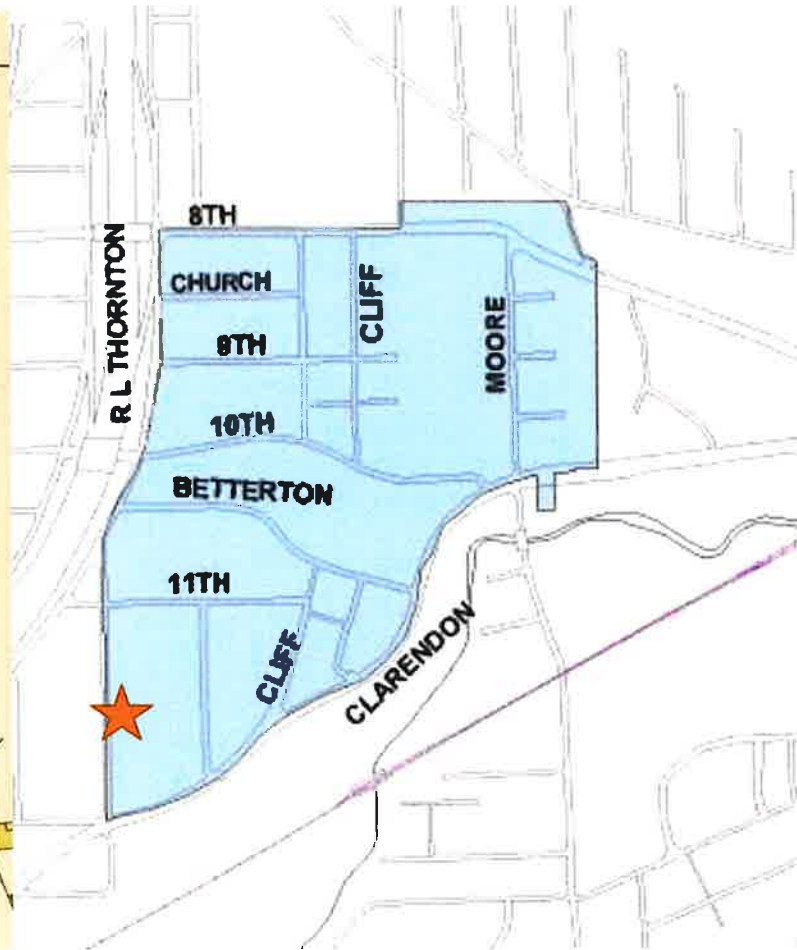 8TH
R L THORNTON
CHURCH
CLIFF
9TH
MOORE
10TH
BETTERTON
11TH
CLIFF
CLARENDON